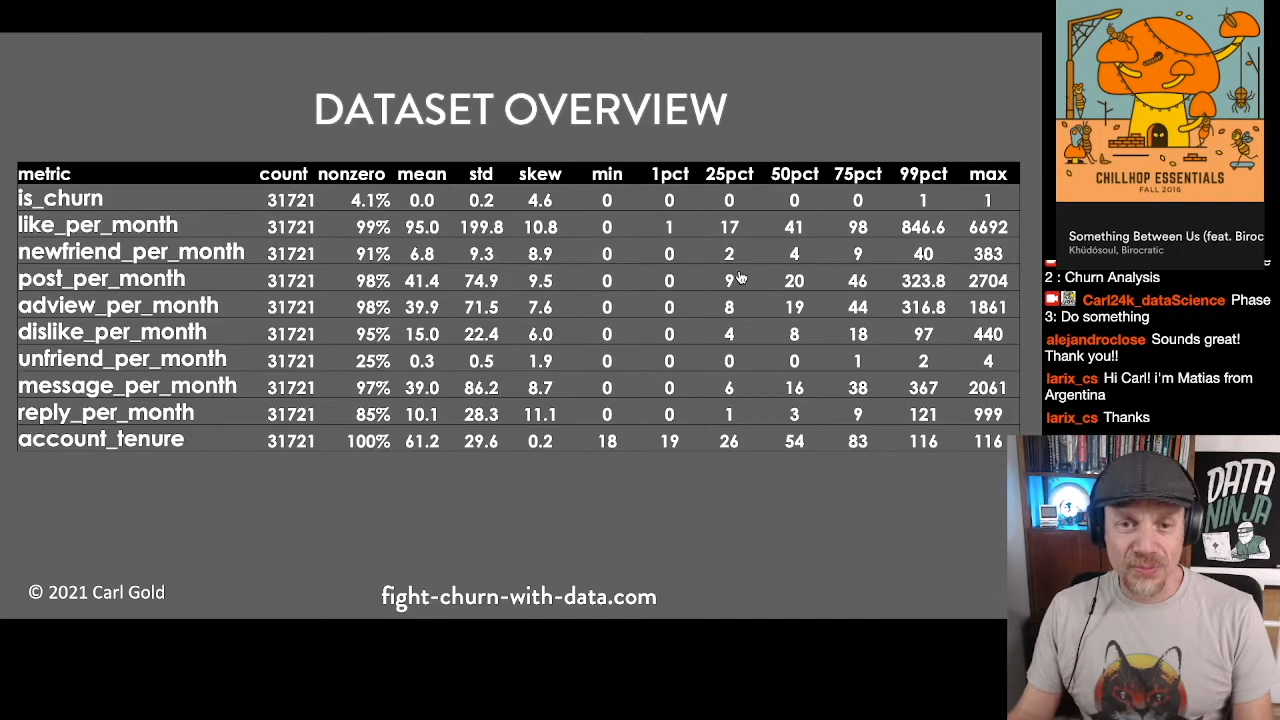 DATASET OVERVIEW
metric count nonzero mean std skew min 1pct 25pct 50pct 75pct 99pct max
is_churn 31721 4.1% 0.0 0.2 4.6 0 0 0 0 0 1 1
like_per_month 31721 99% 95.0 199.8 10.8 0 1 17 41 98 846.6 6692
newfriend_per_month 31721 91% 6.8 9.3 8.9 0 0 2 4 9 40 383
post_per_month 31721 98% 41.4 74.9 9.5 0 0 9 20 46 323.8 2704
adview_per_month 31721 98% 39.9 71.5 7.6 0 0 8 19 44 316.8 1861
dislike_per_month 31721 95% 15.0 22.4 6.0 0 0 4 8 18 97 440
unfriend_per_month 31721 25% 0.3 0.5 1.9 0 0 0 0 1 2 4
message_per_month 31721 97% 39.0 86.2 8.7 0 0 6 16 38 367 2061
reply_per_month 31721 85% 10.1 28.3 11.1 0 0 1 3 9 121 999
account_tenure 31721 100% 61.2 29.6 0.2 18 19 26 54 83 116 116
© 2021 Carl Gold
fight-churn-with-data.com
CHILLHOP ESSENTIALS
FALL 2016
Something Between Us (feat. Biroc
Khūdósoul, Birocratic
2 : Churn Analysis
Carl24k_dataScience Phase
3: Do something
alejandroclose Sounds great!
Thank you!!
larix_cs Hi Carl! i'm Matias from
Argentina
larix_cs Thanks
DATA
NINJA